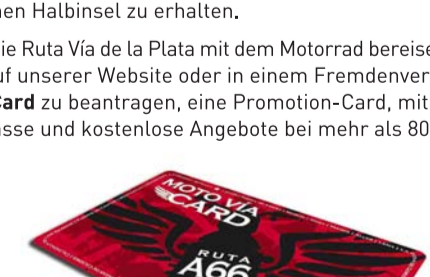 nen Halbinsel zu erhalten.
ie Ruta Vía de la Plata mit dem Motorrad bereise
uf unserer Website oder in einem Fremdenver
Card zu beantragen, eine Promotion-Card, mit
asse und kostenlose Angebote bei mehr als 80
MOTO VÍA
CARD
RUTA
A66